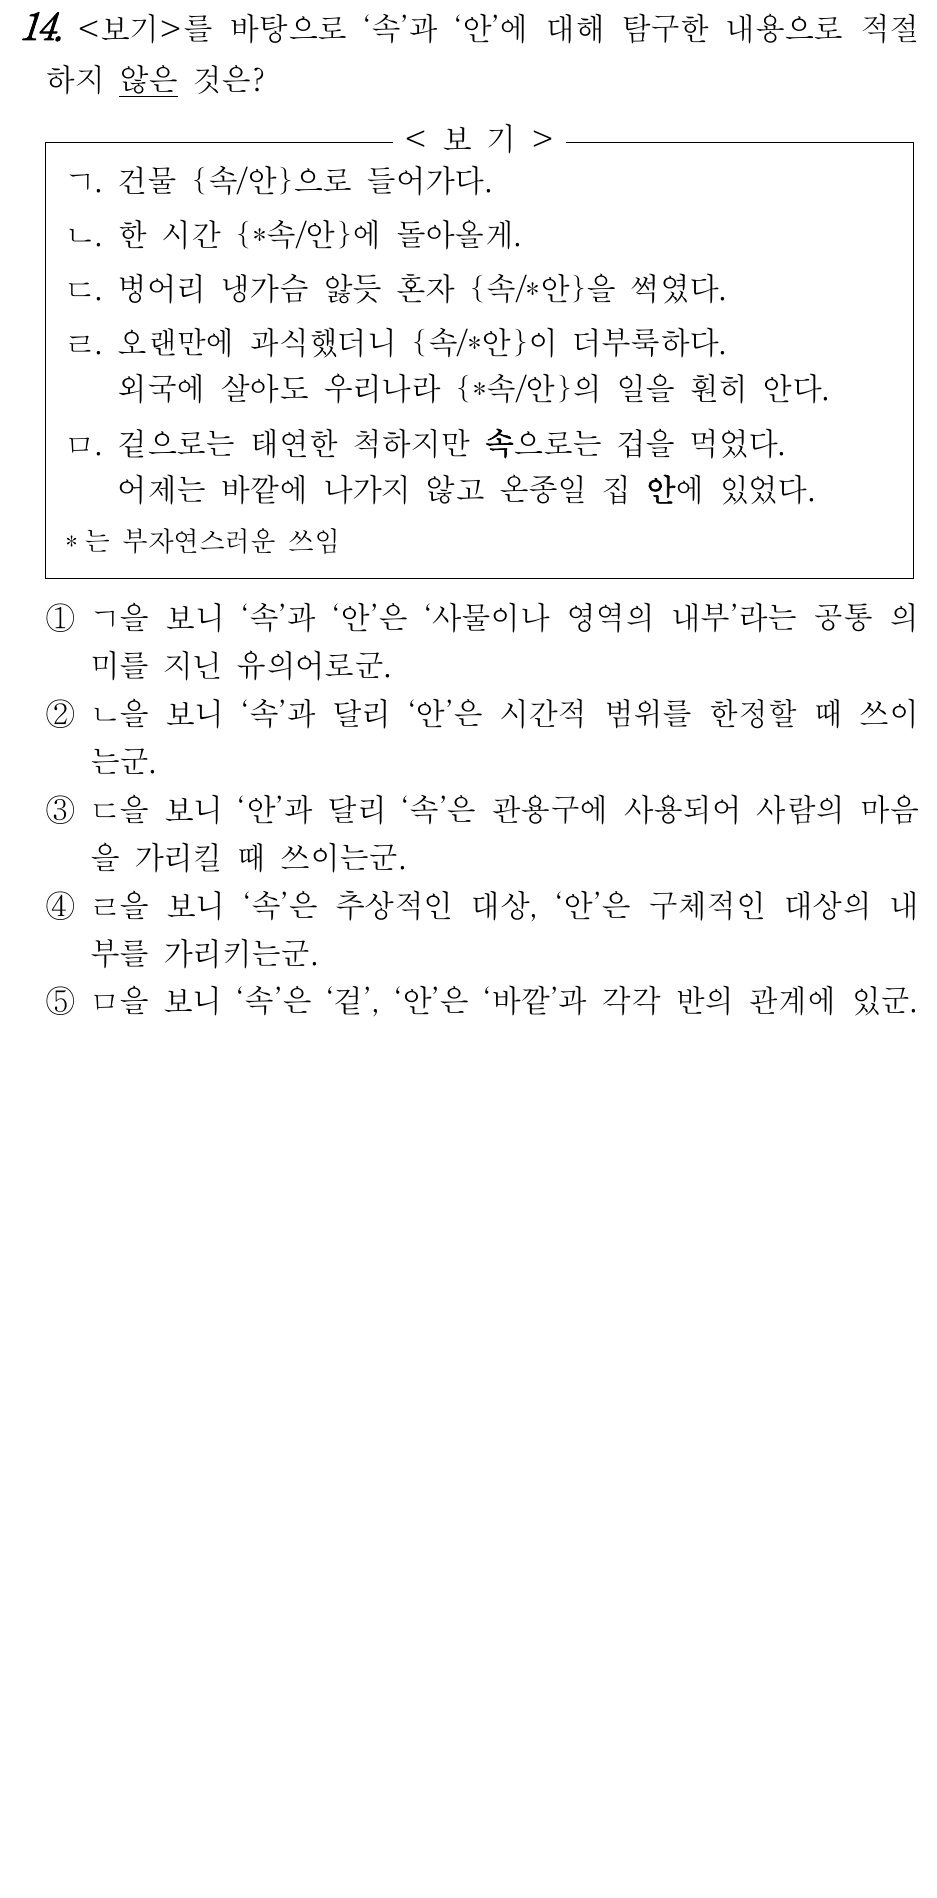 14. <보기>를 바탕으로 ‘속’과 ‘안’에 대해 탐구한 내용으로 적절
하지 않은 것은?
< 보 기 >
ㄱ. 건물 {속/안}으로 들어가다.
ㄴ. 한 시간 {*속/안}에 돌아올게.
ㄷ. 벙어리 냉가슴 앓듯 혼자 {속/*안}을 썩였다.
ㄹ. 오랜만에 과식했더니 {속/*안}이 더부룩하다.
외국에 살아도 우리나라 {*속/안}의 일을 훤히 안다.
ㅁ. 겉으로는 태연한 척하지만 속으로는 겁을 먹었다.
어제는 바깥에 나가지 않고 온종일 집 안에 있었다.
*는 부자연스러운 쓰임
① ㄱ을 보니 ‘속’과 ‘안’은 ‘사물이나 영역의 내부’라는 공통 의
미를 지닌 유의어로군.
② ㄴ을 보니 ‘속’과 달리 ‘안’은 시간적 범위를 한정할 때 쓰이
는군.
③ ㄷ을 보니 ‘안’과 달리 ‘속’은 관용구에 사용되어 사람의 마음
을 가리킬 때 쓰이는군.
④ ㄹ을 보니 ‘속’은 추상적인 대상, ‘안’은 구체적인 대상의 내
부를 가리키는군.
⑤ ㅁ을 보니 ‘속’은 ‘겉’, ‘안’은 ‘바깥’과 각각 반의 관계에 있군.